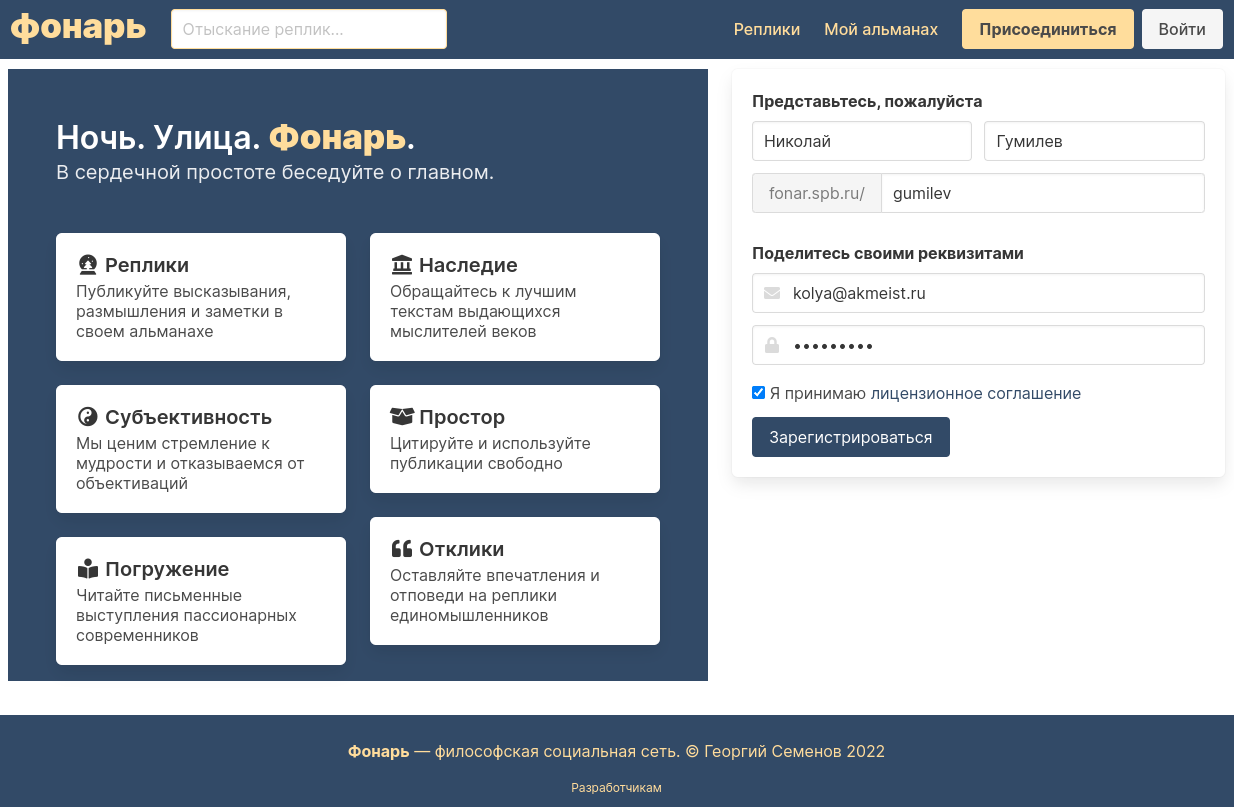 фонарь
Отыскание реплик...
Реплики
Мой альманах
Присоединиться
Войти
Ночь. Улица. Фонарь.
В сердечной простоте беседуйте о главном.
Реплики
Публикуйте высказывания,
размышления и заметки в
своем альманахе
Субъективность
Мы ценим стремление к
мудрости и отказываемся от
объективаций
Погружение
Читайте письменные
выступления пассионарных
современников
Наследие
Обращайтесь к лучшим
текстам выдающихся
мыслителей веков
Простор
Цитируйте и используйте
публикации свободно
Отклики
Оставляйте впечатления и
отповеди на реплики
единомышленников
Представьтесь, пожалуйста
Николай
Гумилев
fonar.spb.ru/
gumilev
Поделитесь своими реквизитами
kolya@akmeist.ru
•••••••••
Я принимаю лицензионное соглашение
Зарегистрироваться
Фонарь — философская социальная сеть. © Георгий Семенов 2022
Разработчикам